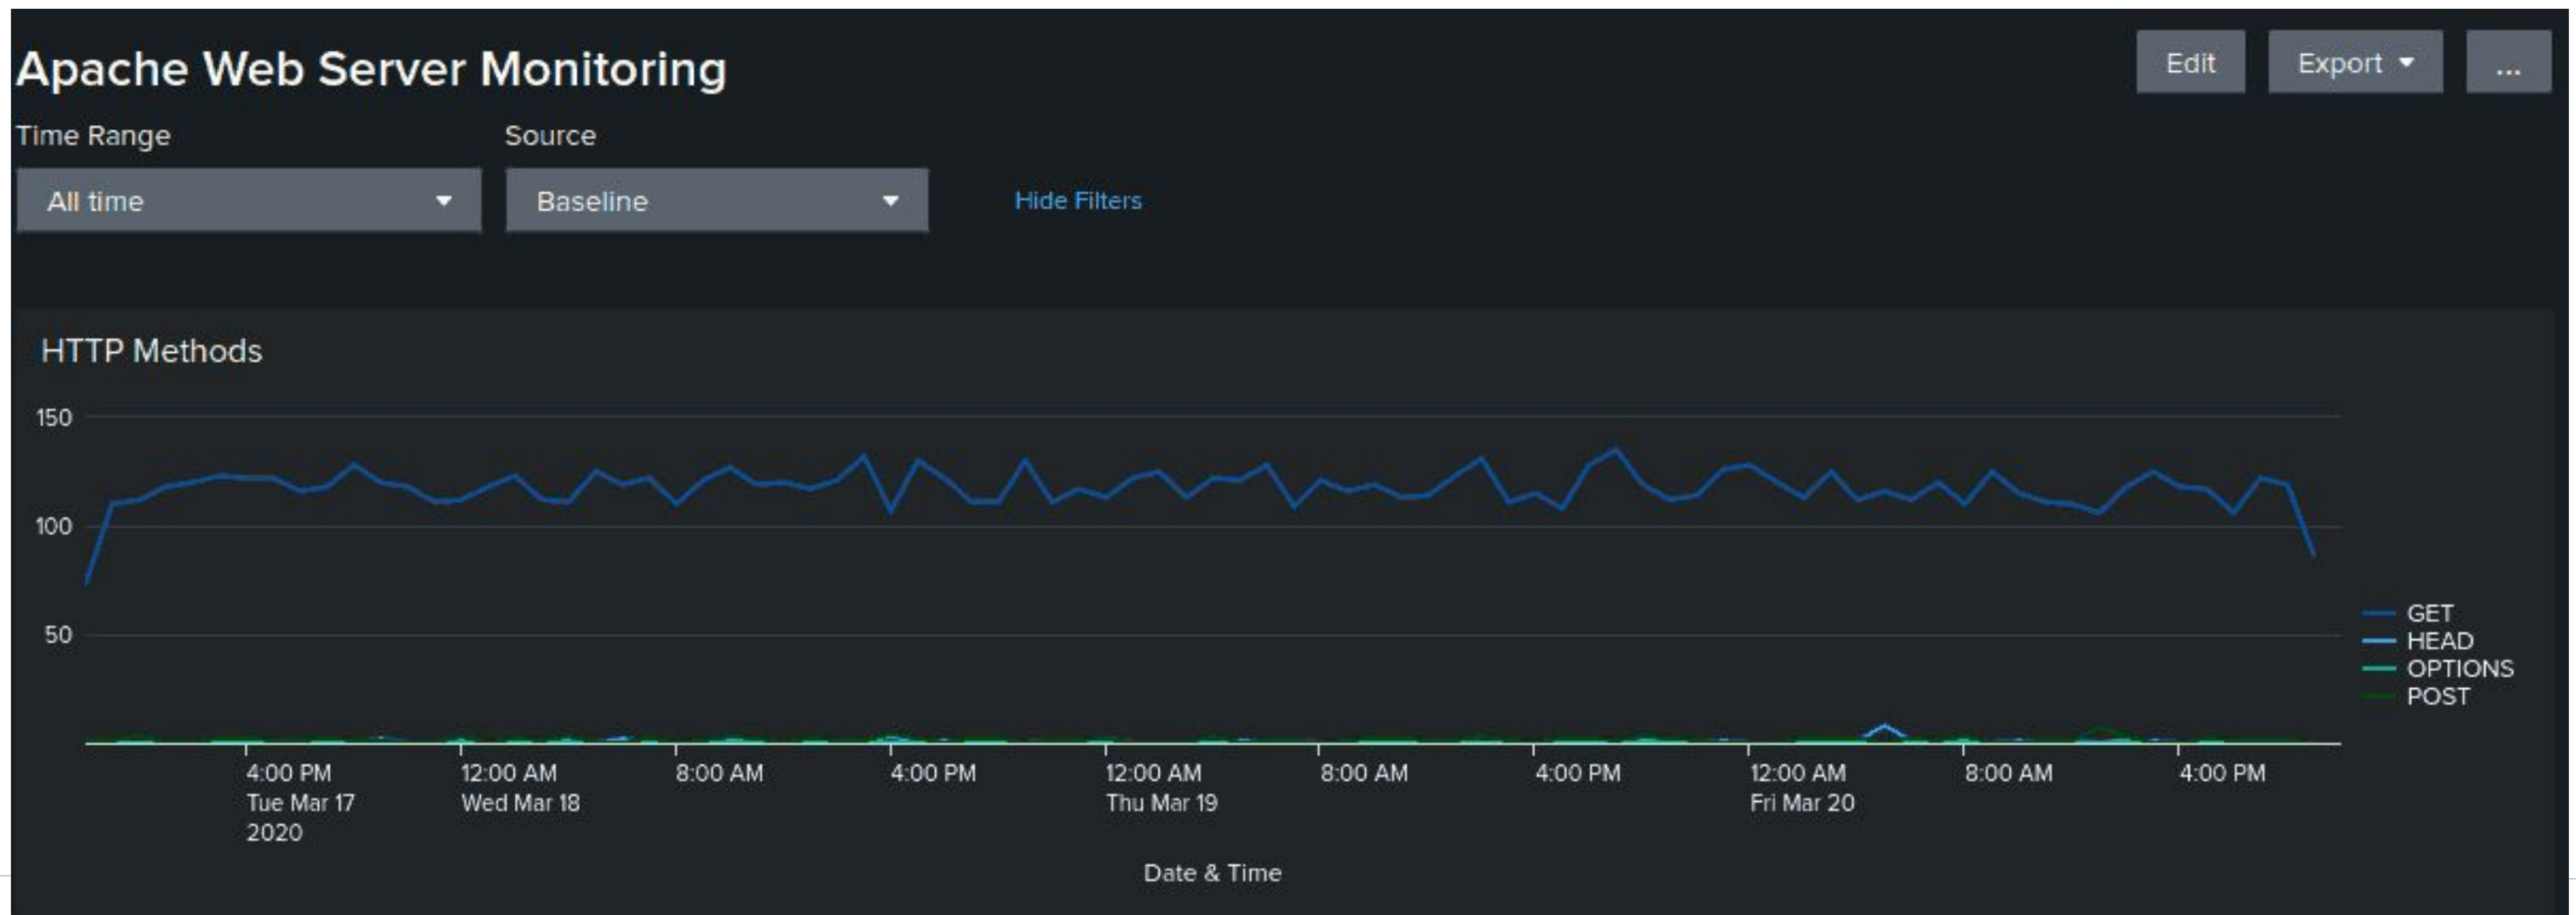 Apache Web Server Monitoring
Edit
Export
...
Time Range
Source
All time
Baseline
Hide Filters
HTTP Methods
150
100
50
GET
HEAD
OPTIONS
POST
4:00 PM
Tue Mar 17
2020
12:00 AM
Wed Mar 18
8:00 AM
4:00 PM
12:00 AM
Thu Mar 19
8:00 AM
4:00 PM
12:00 AM
Fri Mar 20
8:00 AM
4:00 PM
Date & Time